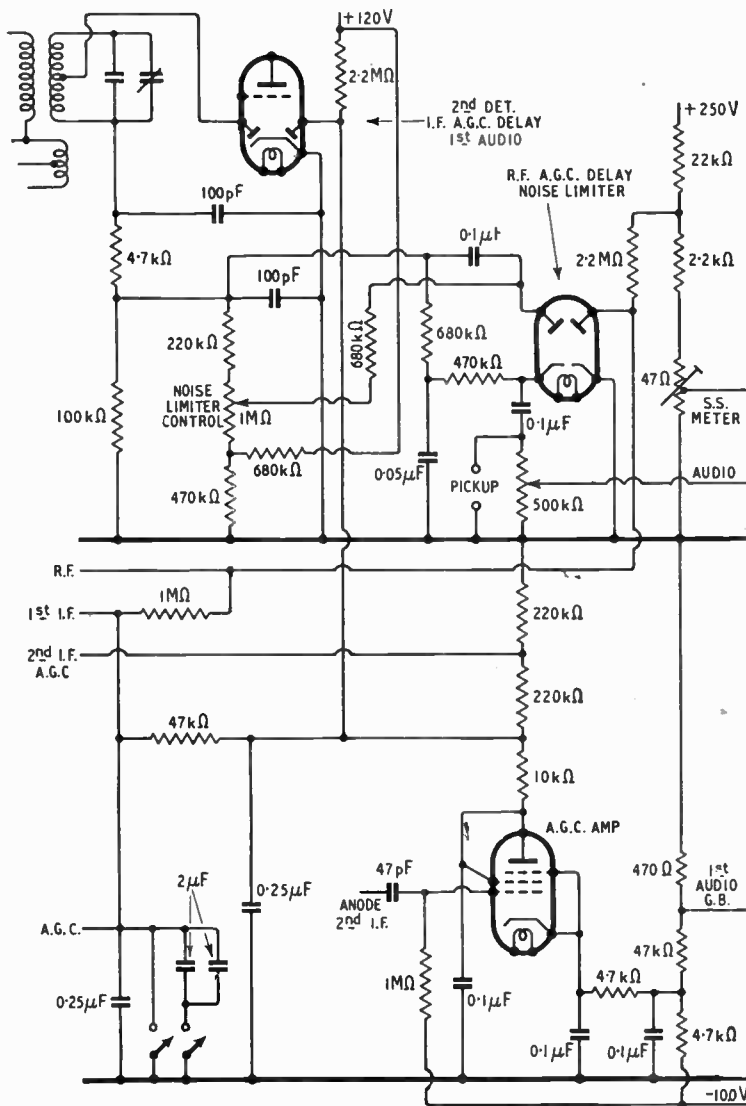 +120V
2.2MΩ
2nd DET.
I.F. A.G.C. DELAY
1st AUDIO
+250V
22kΩ
R.F. A.G.C. DELAY
NOISE LIMITER
100pF
4.7kΩ
0.1μf
2.2MΩ
2.2kΩ
100pF
220kΩ
680kΩ
680kΩ
470kΩ
47Ω
S.S.
METER
NOISE
LIMITER
CONTROL
1MΩ
100kΩ
0.1μF
680kΩ
0.05μF
PICKUP
AUDIO
470kΩ
500kΩ
R.F.
1MΩ
1st I.F.
220kΩ
2nd I.F.
A.G.C
220kΩ
47kΩ
10kΩ
A.G.C. AMP
47pF
470Ω
1st
AUDIO
G.B.
2μF
0.25μF
ANODE
2nd I.F.
A.G.C.
47kΩ
1MΩ
4.7kΩ
0.25μF
0.1μF
4.7kΩ
0.1μF
0.1μF
-100V